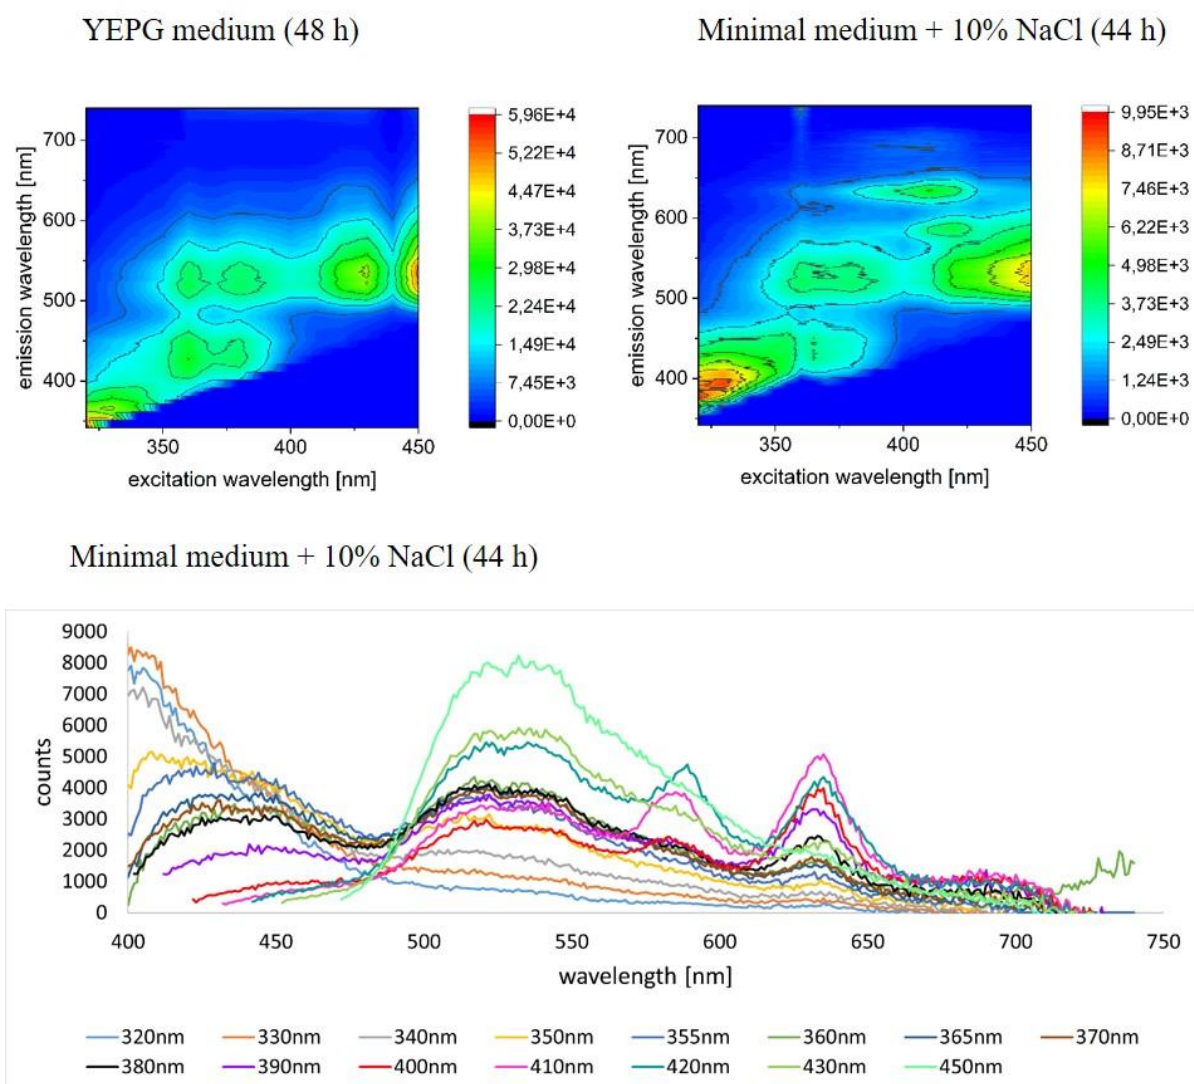 YEPG medium (48 h)
Minimal medium + 10% NaCl (44 h)
700
600
500
400
emission wavelength [nm]
350
400
450
excitation wavelength [nm]
5,96E+4
5,22E+4
4,47E+4
3,73E+4
2,98E+4
2,24E+4
1,49E+4
7,45E+3
0,00E+0
700
600
500
400
emission wavelength [nm]
350
400
450
excitation wavelength [nm]
9,95E+3
8,71E+3
7,46E+3
6,22E+3
4,98E+3
3,73E+3
2,49E+3
1,24E+3
0,00E+0
Minimal medium + 10% NaCl (44 h)
9000
8000
7000
6000
5000
4000
3000
2000
1000
0
counts
400 450 500 550 600 650 700 750
wavelength [nm]
320nm 330nm 340nm 350nm 355nm 360nm 365nm 370nm
380nm 390nm 400nm 410nm 420nm 430nm 450nm